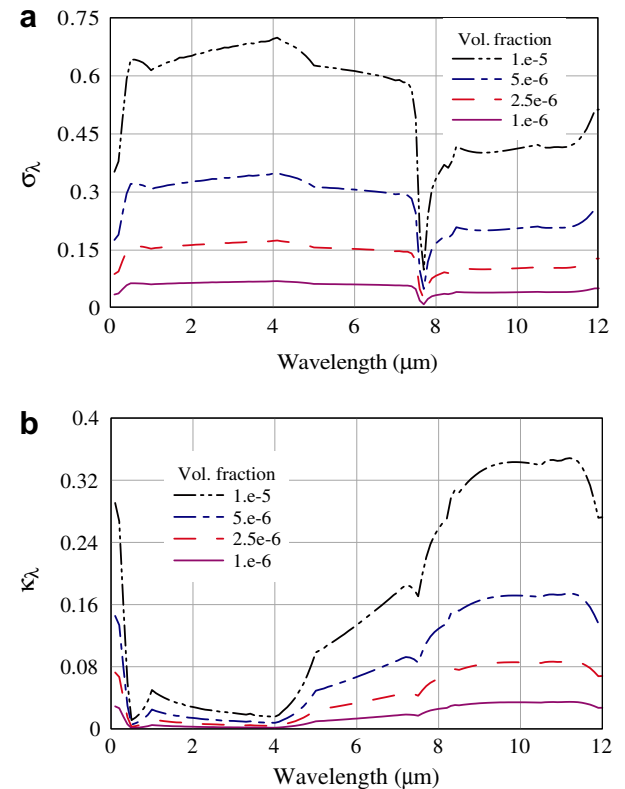 a
0.75
0.6
0.45
0.3
0.15
0
σλ
Vol. fraction
1.e-5
5.e-6
2.5e-6
1.e-6
0 2 4 6 8 10 12
Wavelength (μm)
b
0.4
0.32
0.24
0.16
0.08
0
κλ
Vol. fraction
1.e-5
5.e-6
2.5e-6
1.e-6
0 2 4 6 8 10 12
Wavelength (μm)